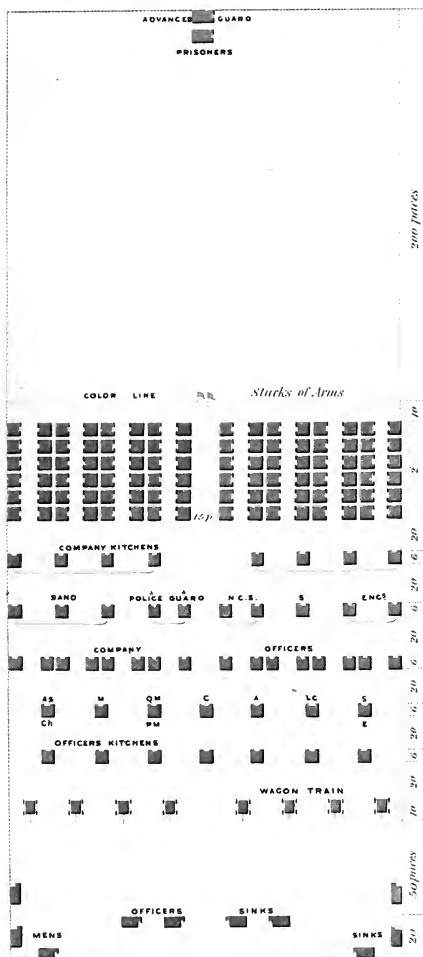 ADVANCED GUARD
PRISONERS
200 paces
COLOR LINE Stacks of Arms
10
2
15 p.
20
COMPANY KITCHENS
6
20
BAND POLICE GUARD N.C.S. S ENGS
6
20
COMPANY OFFICERS
6
20
AS M QM C A LC S
6
Ch PM E
20
OFFICERS KITCHENS
6
20
WAGON TRAIN
10
50 paces
OFFICERS SINKS
MENS SINKS
20